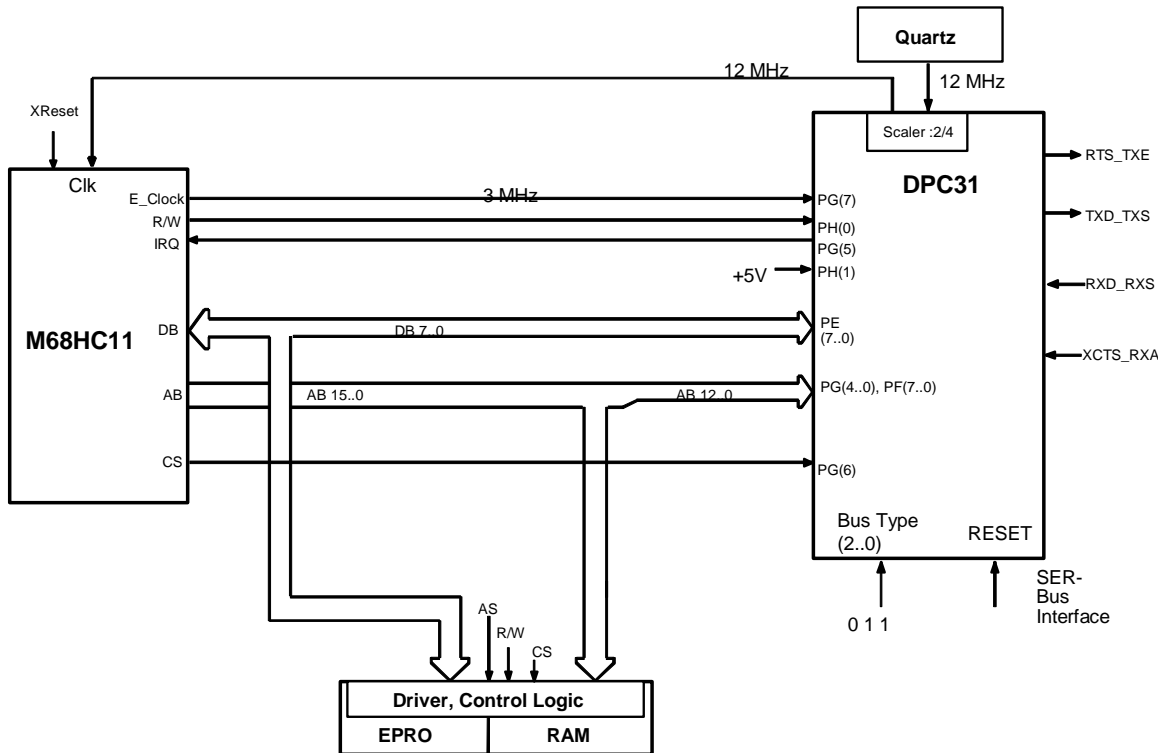 Quartz
12 MHz
12 MHz
XReset
Scaler :2/4
RTS_TXE
Clk
DPC31
E_Clock
3 MHz
PG(7)
TXD_TXS
R/W
PH(0)
IRQ
PG(5)
+5V
PH(1)
RXD_RXS
M68HC11
DB
DB 7..0
PE
(7..0)
XCTS_RXA
AB
AB 15..0
AB 12..0
PG(4..0), PF(7..0)
CS
PG(6)
Bus Type
(2..0)
RESET
SER-
Bus
Interface
0 1 1
AS
R/W
CS
Driver, Control Logic
EPRO
RAM